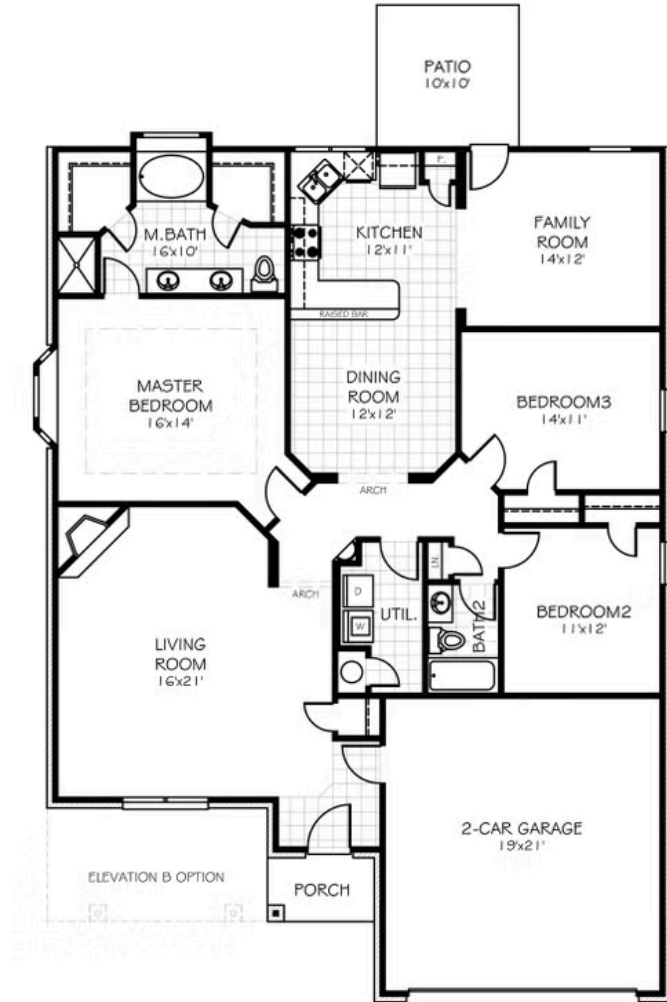 PATIO
10'x10'
P.
M.BATH
16'x10'
KITCHEN
12'x11'
FAMILY
ROOM
14'x12'
RAISED BAR
MASTER
BEDROOM
16'x14'
DINING
ROOM
12'x12'
BEDROOM3
14'x11'
ARCH
ARCH
LN.
D
W
UTIL.
BATH2
BEDROOM2
11'x12'
LIVING
ROOM
16'x21'
2-CAR GARAGE
19'x21'
ELEVATION B OPTION
PORCH